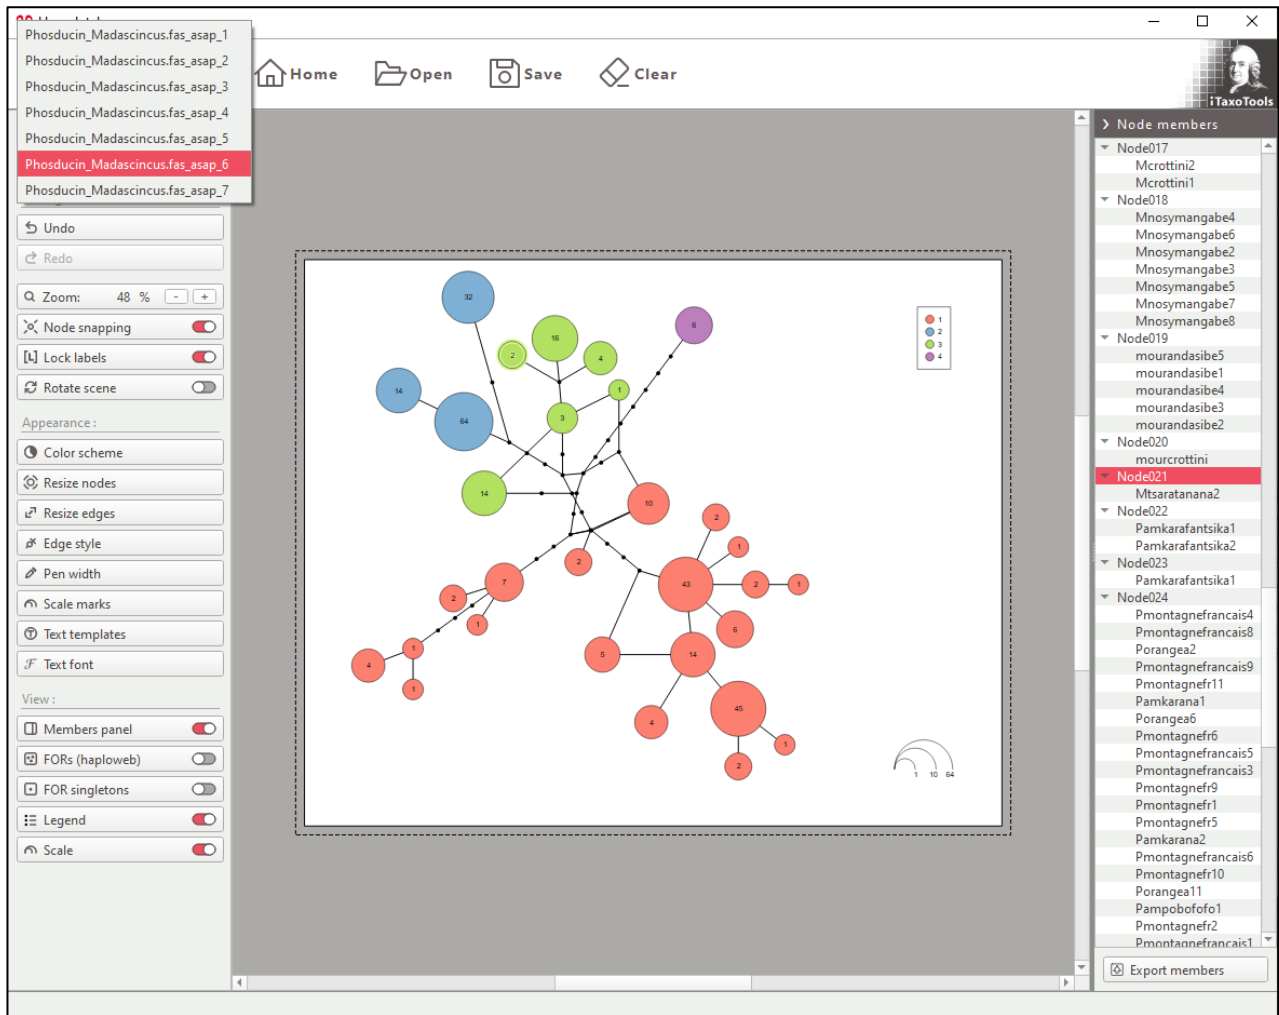 Phosducin_Madascincus.fas_asap_1
Phosducin_Madascincus.fas_asap_2
Phosducin_Madascincus.fas_asap_3
Phosducin_Madascincus.fas_asap_4
Phosducin_Madascincus.fas_asap_5
Phosducin_Madascincus.fas_asap_6
Phosducin_Madascincus.fas_asap_7
Home
Open
Save
Clear
iTaxoTools
Undo
Redo
Zoom: 48 % - +
Node snapping
[L] Lock labels
Rotate scene
Appearance :
Color scheme
Resize nodes
Resize edges
Edge style
Pen width
Scale marks
Text templates
Text font
View :
Members panel
FORs (haploweb)
FOR singletons
Legend
Scale
32
6
16
2
4
14
1
64
3
14
10
2
2
1
7
43
2
1
2
1
6
1
5
14
4
1
45
4
1
2
1
2
3
4
1 10 64
Node members
Node017
Mcrottini2
Mcrottini1
Node018
Mnosymangabe4
Mnosymangabe6
Mnosymangabe2
Mnosymangabe3
Mnosymangabe5
Mnosymangabe7
Mnosymangabe8
Node019
mourandasibe5
mourandasibe1
mourandasibe4
mourandasibe3
mourandasibe2
Node020
mourcrottini
Node021
Mtsaratanana2
Node022
Pamkarafantsika1
Pamkarafantsika2
Node023
Pamkarafantsika1
Node024
Pmontagnefrancais4
Pmontagnefrancais8
Porangea2
Pmontagnefrancais9
Pmontagnefr11
Pamkarana1
Porangea6
Pmontagnefr6
Pmontagnefrancais5
Pmontagnefrancais3
Pmontagnefr9
Pmontagnefr1
Pmontagnefr5
Pamkarana2
Pmontagnefrancais6
Pmontagnefr10
Porangea11
Pampobofofo1
Pmontagnefr2
Pmontagnefrancais1
Export members